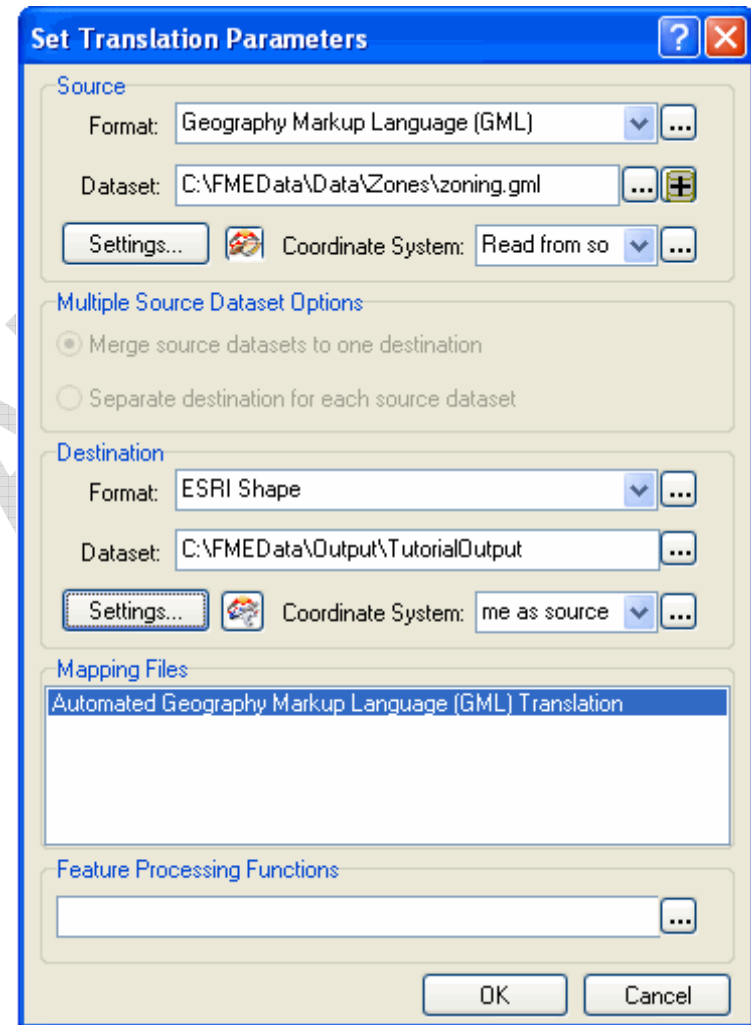 Set Translation Parameters
Source
Format: Geography Markup Language (GML) ...
Dataset: C:\FMEData\Data\Zones\zoning.gml ...
Settings... Coordinate System: Read from so ...
Multiple Source Dataset Options
Merge source datasets to one destination
Separate destination for each source dataset
Destination
Format: ESRI Shape ...
Dataset: C:\FMEData\Output\TutorialOutput ...
Settings... Coordinate System: me as source ...
Mapping Files
Automated Geography Markup Language (GML) Translation
Feature Processing Functions
...
OK Cancel